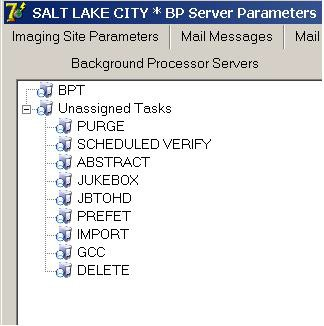 SALT LAKE CITY * BP Server Parameters
Imaging Site Parameters Mail Messages Mail
Background Processor Servers
BPT
Unassigned Tasks
PURGE
SCHEDULED VERIFY
ABSTRACT
JUKEBOX
JBTOHD
PREFET
IMPORT
GCC
DELETE